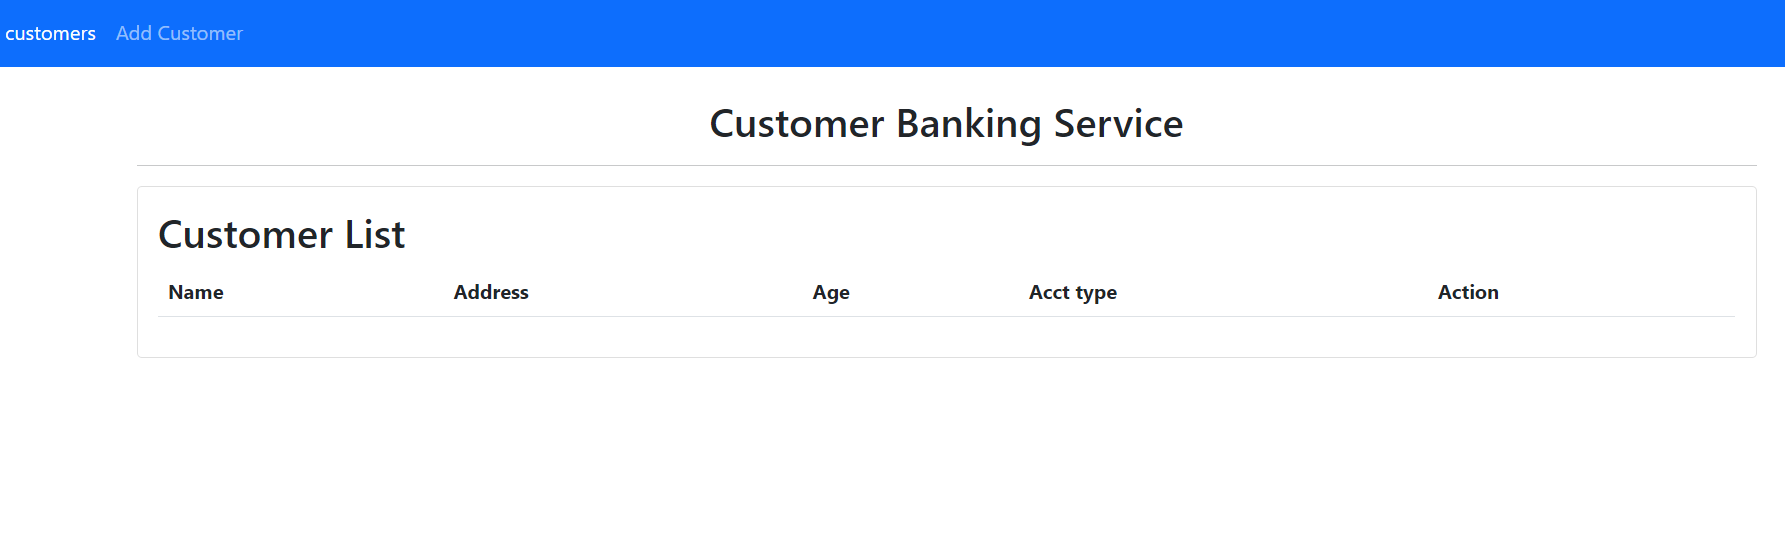 customers Add Customer
Customer Banking Service
Customer List
Name Address Age Acct type Action